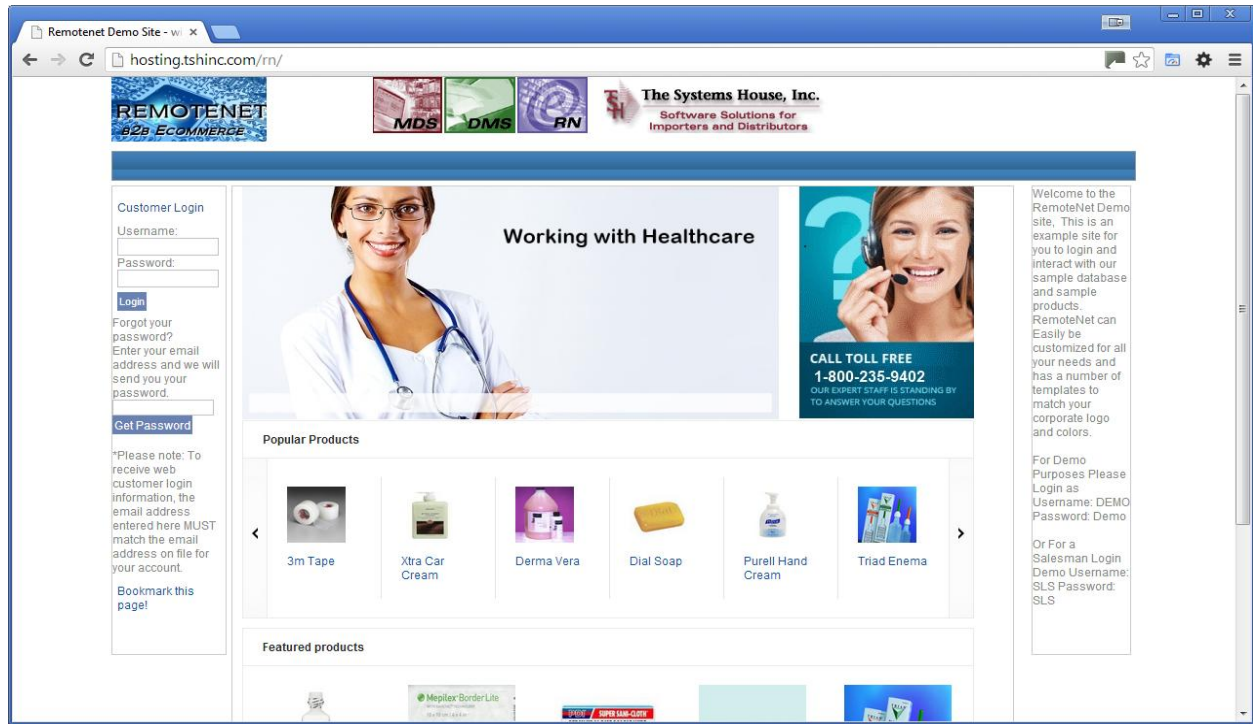 Remotenet Demo Site - wi
hosting.tshinc.com/rn/
REMOTENET
B2B ECOMMERCE
MDS
DMS
@RN
TSH
The Systems House, Inc.
Software Solutions for
Importers and Distributors
Customer Login
Username:
Password:
Login
Forgot your
password?
Enter your email
address and we will
send you your
password.
Get Password
*Please note: To
receive web
customer login
information, the
email address
entered here MUST
match the email
address on file for
your account.
Bookmark this
page!
Working with Healthcare
?
CALL TOLL FREE
1-800-235-9402
OUR EXPERT STAFF IS STANDING BY
TO ANSWER YOUR QUESTIONS
Popular Products
3m Tape
Xtra Car
Cream
Derma Vera
Dial Soap
Purell Hand
Cream
Triad Enema
Featured products
Mepilex Border Lite
SUPER SANI-CLOTH
Welcome to the
RemoteNet Demo
site, This is an
example site for
you to login and
interact with our
sample database
and sample
products.
RemoteNet can
Easily be
customized for all
your needs and
has a number of
templates to
match your
corporate logo
and colors.
For Demo
Purposes Please
Login as
Username: DEMO
Password: Demo
Or For a
Salesman Login
Demo Username:
SLS Password:
SLS